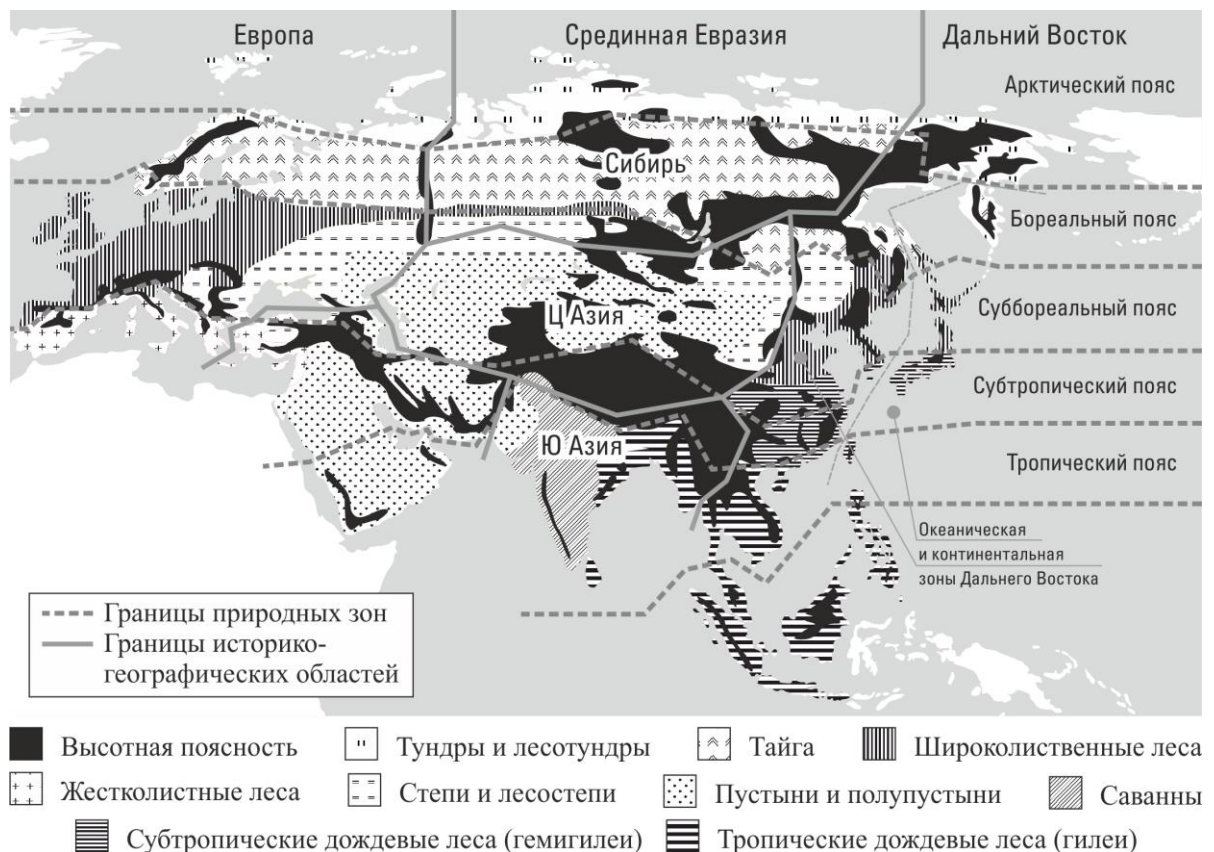 Европа
Срединная Евразия
Дальний Восток
Арктический пояс
Сибирь
Бореальный пояс
Суббореальный пояс
Ц Азия
Субтропический пояс
Ю Азия
Тропический пояс
Океаническая
и континентальная
зоны Дальнего Востока
Границы природных зон
Границы историко-
географических областей
Высотная поясность
Тундры и лесотундры
Тайга
Широколиственные леса
Жестколистные леса
Степи и лесостепи
Пустыни и полупустыни
Саванны
Субтропические дождевые леса (гемигилеи)
Тропические дождевые леса (гилеи)